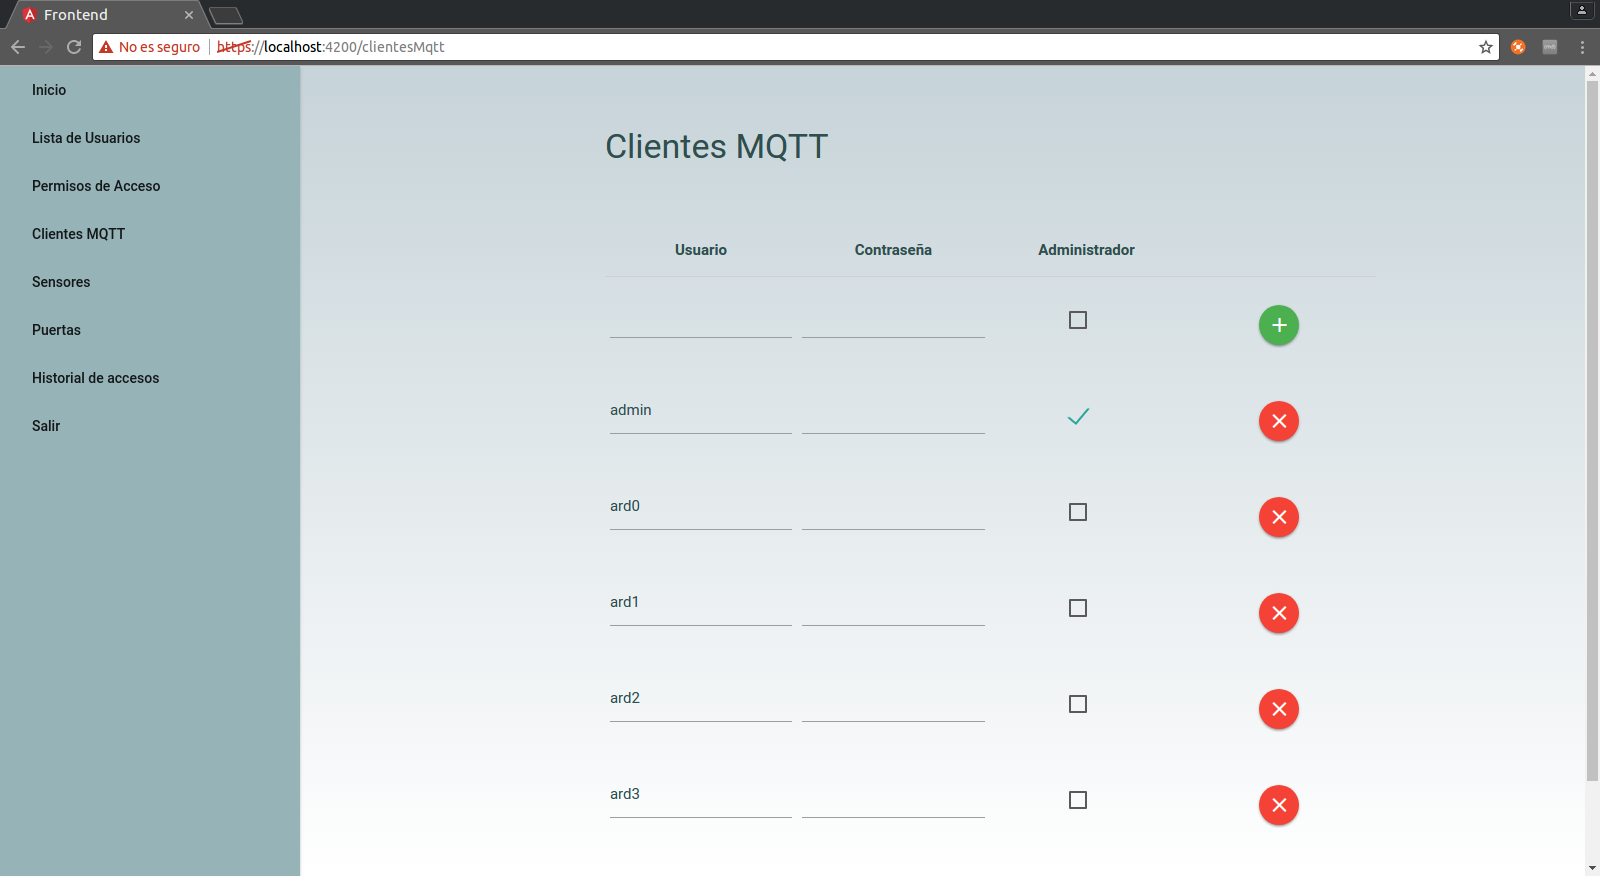 Frontend
No es seguro https://localhost:4200/clientesMqtt
Inicio
Lista de Usuarios
Permisos de Acceso
Clientes MQTT
Sensores
Puertas
Historial de accesos
Salir
Clientes MQTT
Usuario Contraseña Administrador
admin
ard0
ard1
ard2
ard3